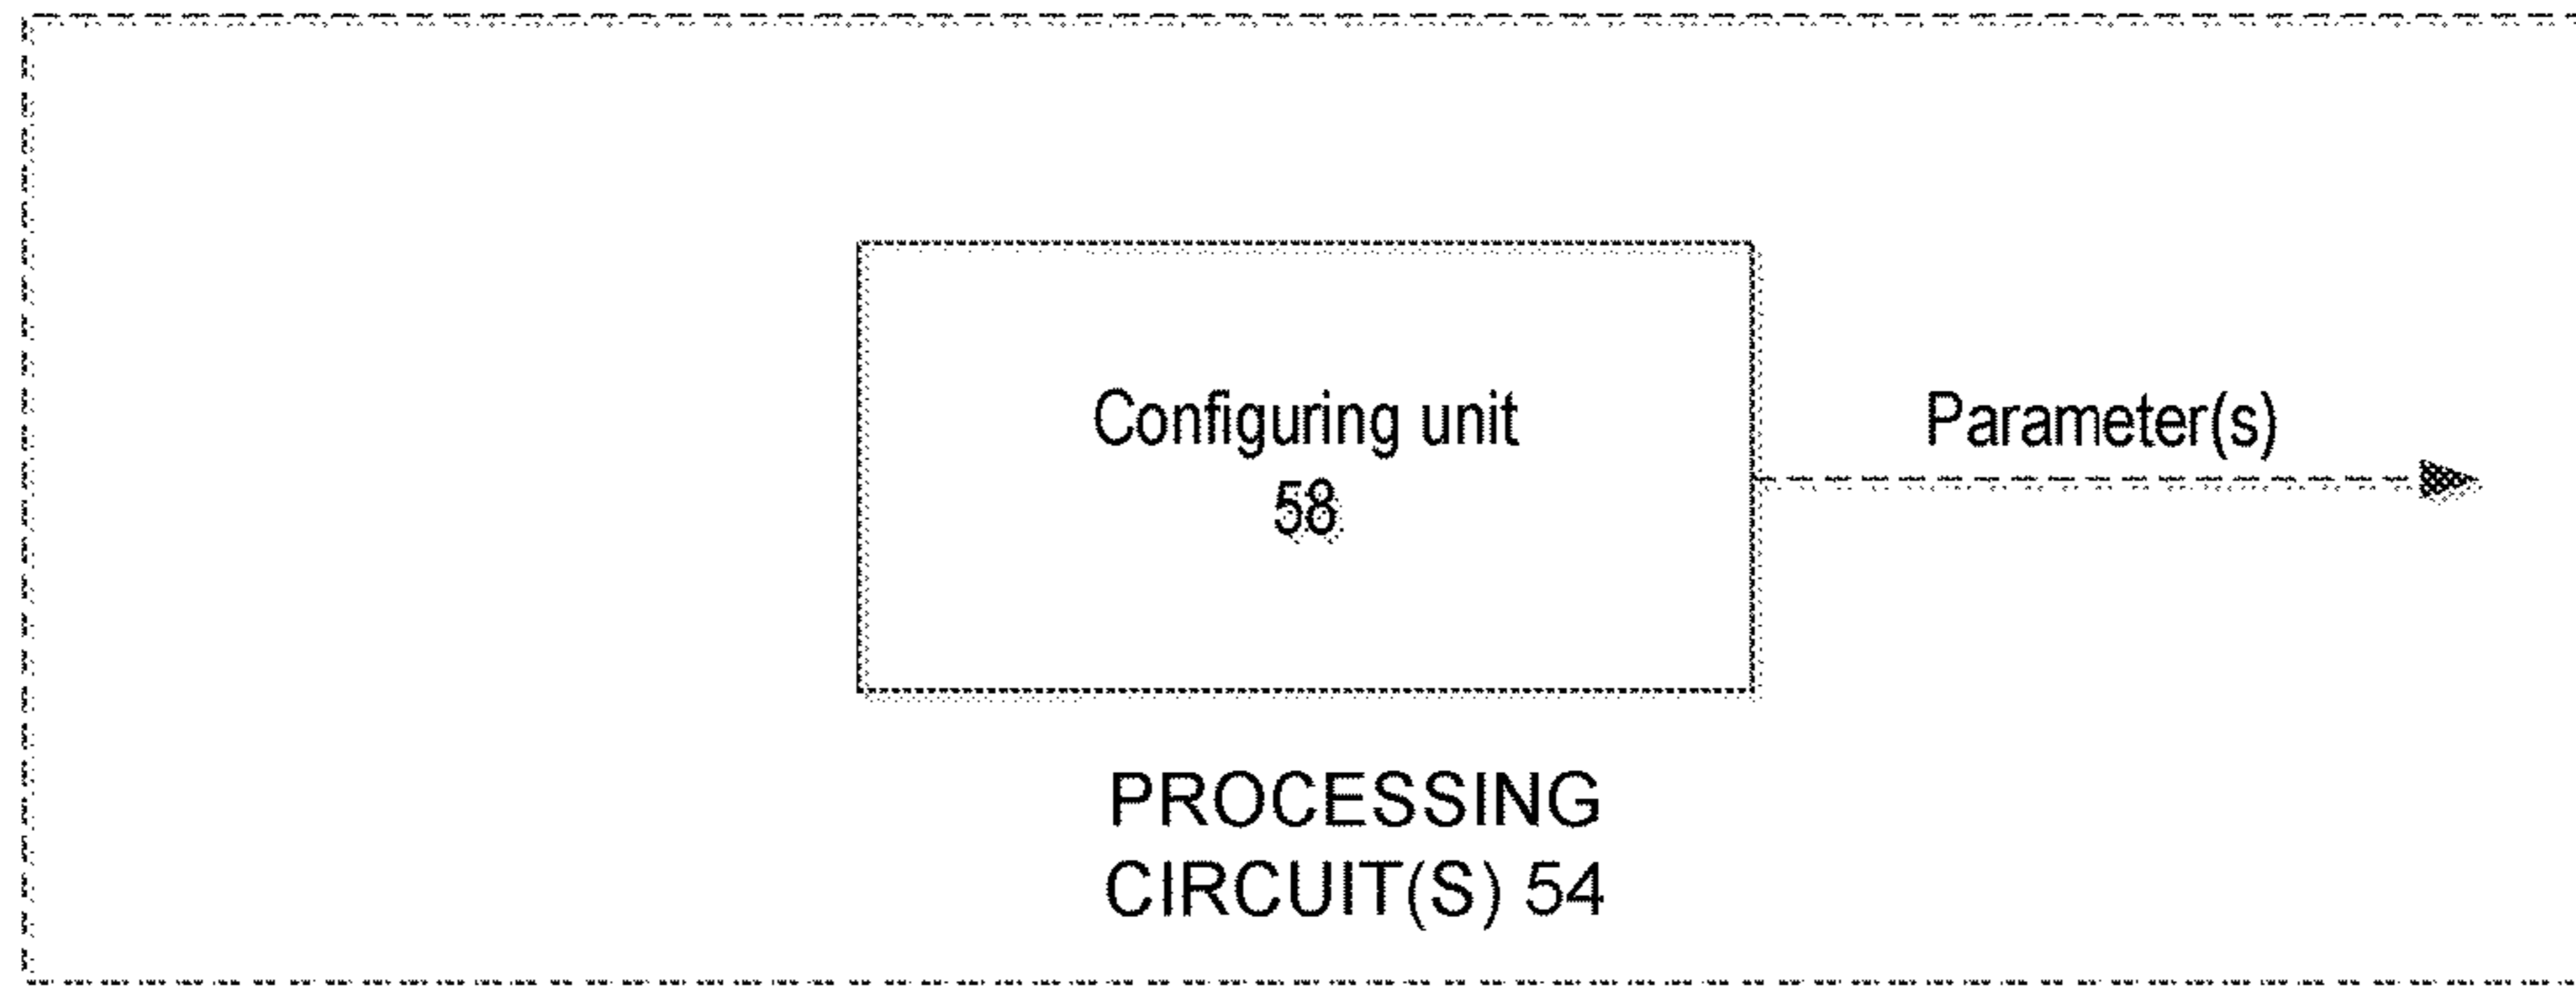 Configuring unit
58
Parameter(s)
PROCESSING
CIRCUIT(S) 54